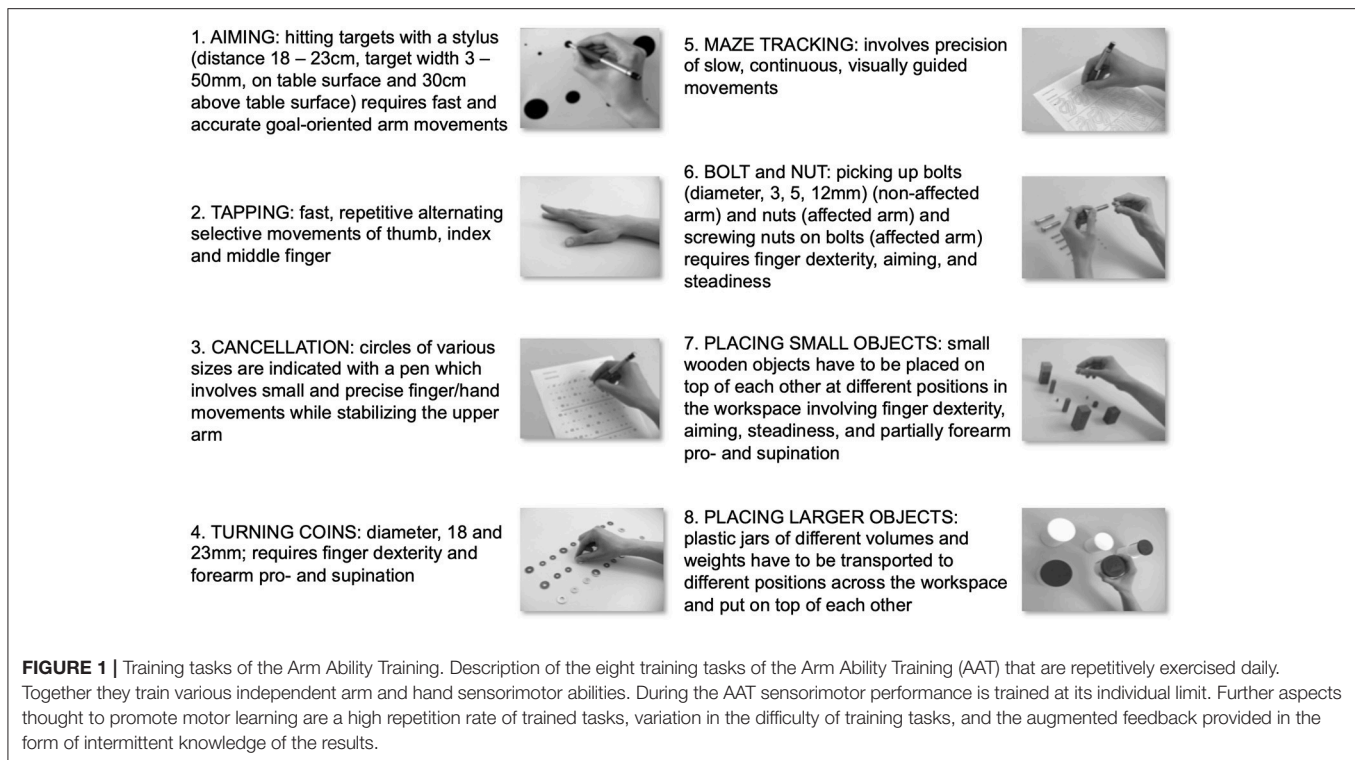 1. AIMING: hitting targets with a stylus
(distance 18 – 23cm, target width 3 –
50mm, on table surface and 30cm
above table surface) requires fast and
accurate goal-oriented arm movements
2. TAPPING: fast, repetitive alternating
selective movements of thumb, index
and middle finger
3. CANCELLATION: circles of various
sizes are indicated with a pen which
involves small and precise finger/hand
movements while stabilizing the upper
arm
4. TURNING COINS: diameter, 18 and
23mm; requires finger dexterity and
forearm pro- and supination
5. MAZE TRACKING: involves precision
of slow, continuous, visually guided
movements
6. BOLT and NUT: picking up bolts
(diameter, 3, 5, 12mm) (non-affected
arm) and nuts (affected arm) and
screwing nuts on bolts (affected arm)
requires finger dexterity, aiming, and
steadiness
7. PLACING SMALL OBJECTS: small
wooden objects have to be placed on
top of each other at different positions in
the workspace involving finger dexterity,
aiming, steadiness, and partially forearm
pro- and supination
8. PLACING LARGER OBJECTS:
plastic jars of different volumes and
weights have to be transported to
different positions across the workspace
and put on top of each other
FIGURE 1 | Training tasks of the Arm Ability Training. Description of the eight training tasks of the Arm Ability Training (AAT) that are repetitively exercised daily.
Together they train various independent arm and hand sensorimotor abilities. During the AAT sensorimotor performance is trained at its individual limit. Further aspects
thought to promote motor learning are a high repetition rate of trained tasks, variation in the difficulty of training tasks, and the augmented feedback provided in the
form of intermittent knowledge of the results.